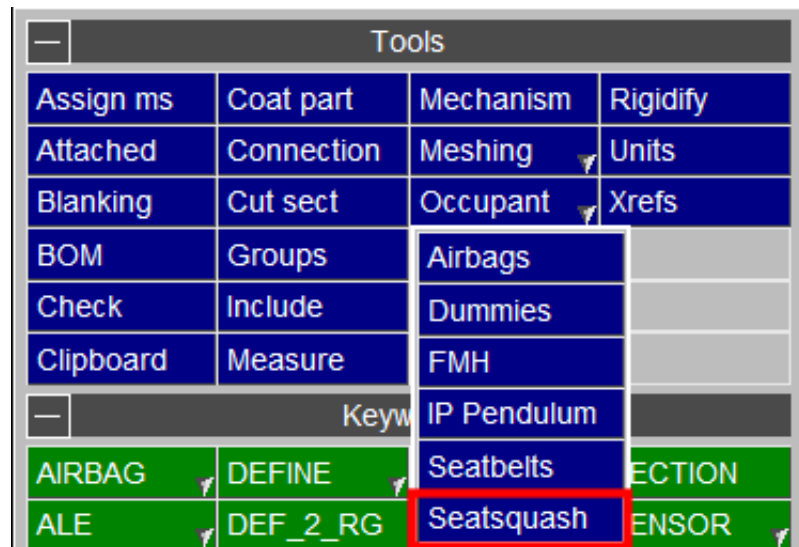 Tools
Assign ms Coat part Mechanism Rigidify
Attached Connection Meshing Units
Blanking Cut sect Occupant Xrefs
BOM Groups Airbags
Check Include Dummies
Clipboard Measure FMH
Keyw IP Pendulum
AIRBAG DEFINE Seatbelts ECTION
ALE DEF_2_RG Seatsquash ENSOR